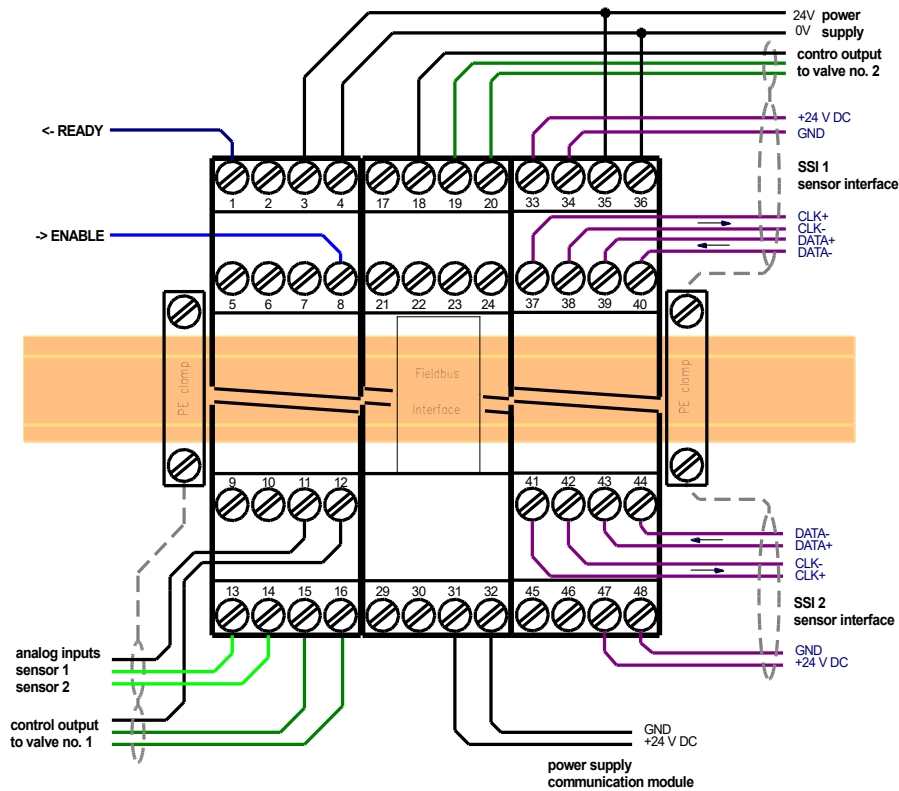 24V power
0V supply
contro output
to valve no. 2
<- READY
+24 V DC
GND
SSI 1
sensor interface
1 2 3 4 17 18 19 20 33 34 35 36
CLK+
CLK-
DATA+
DATA-
-> ENABLE
5 6 7 8 21 22 23 24 37 38 39 40
PE clamp
Fieldbus
Interface
PE clamp
9 10 11 12 41 42 43 44
DATA-
DATA+
CLK-
CLK+
13 14 15 16 29 30 31 32 45 46 47 48
SSI 2
sensor interface
analog inputs
sensor 1
sensor 2
GND
+24 V DC
control output
to valve no. 1
GND
+24 V DC
power supply
communication module